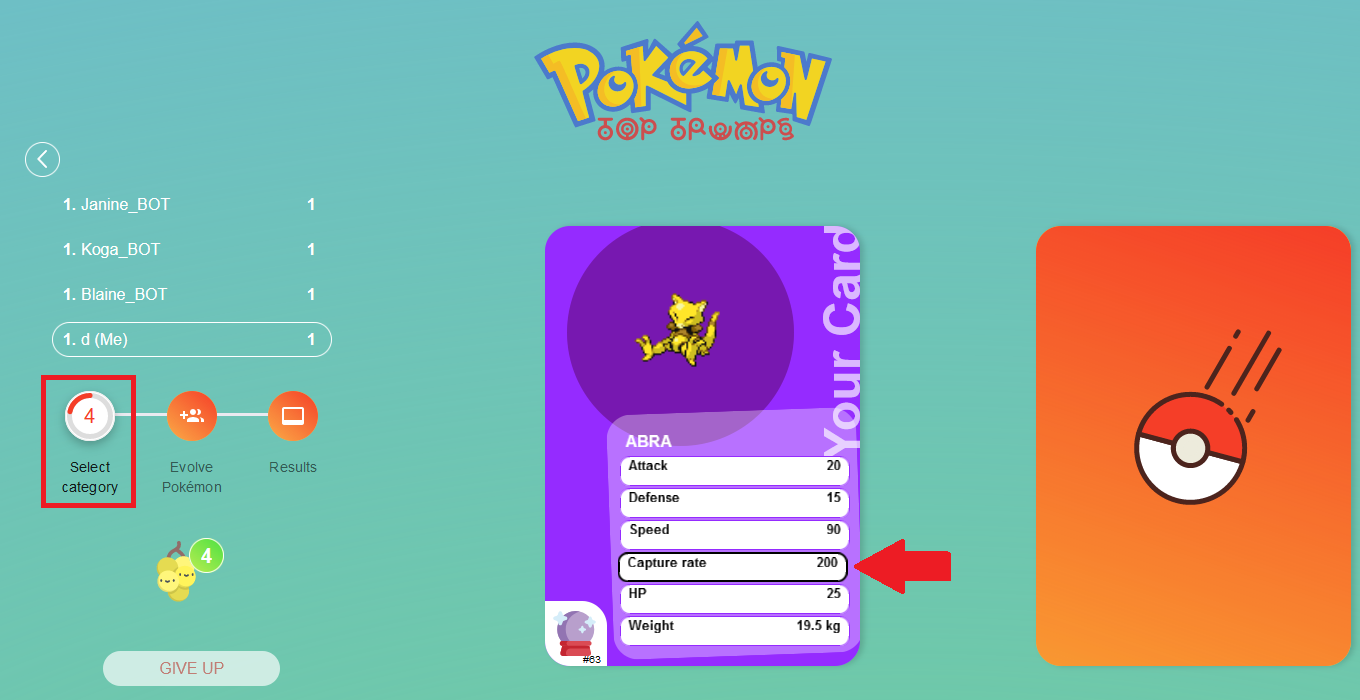 POKéMON
TOP TRUMPS
1. Janine_BOT 1
1. Koga_BOT 1
1. Blaine_BOT 1
1. d (Me) 1
4
Select
category
Evolve
Pokémon
Results
4
GIVE UP
Your Card
ABRA
Attack 20
Defense 15
Speed 90
Capture rate 200
HP 25
Weight 19.5 kg
#63